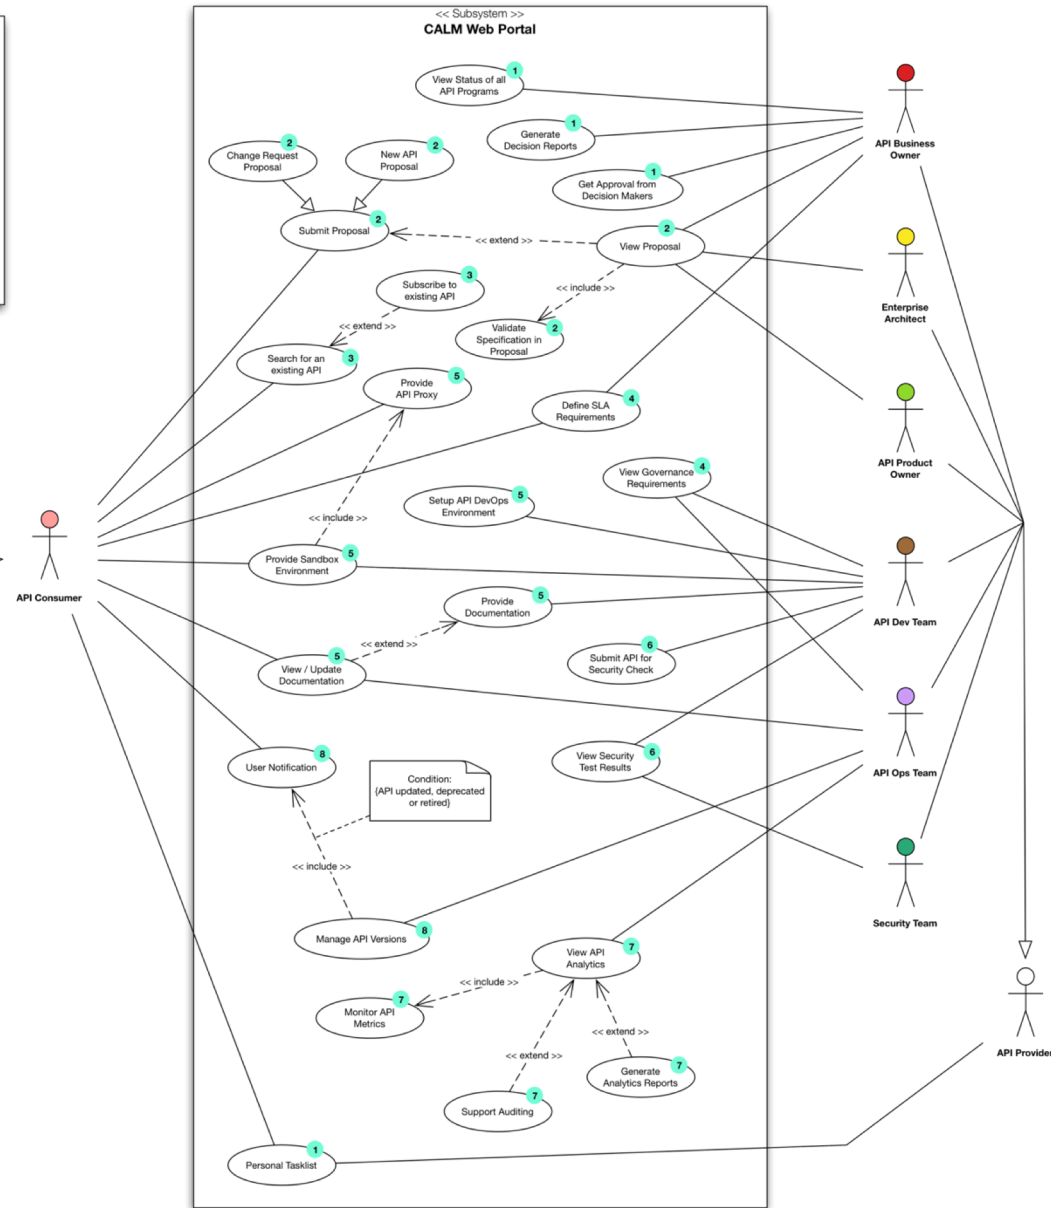 << Subsystem >>
CALM Web Portal
1
View Status of all
API Programs
1
Generate
Decision Reports
API Business
Owner
2
Change Request
Proposal
2
New API
Proposal
1
Get Approval from
Decision Makers
2
Submit Proposal
<< extend >>
2
View Proposal
3
Subscribe to
existing API
<< include >>
Enterprise
Architect
<< extend >>
2
Validate
Specification in
Proposal
3
Search for an
existing API
5
Provide
API Proxy
4
Define SLA
Requirements
API Product
Owner
4
View Governance
Requirements
5
Setup API DevOps
Environment
<< include >>
API Consumer
5
Provide Sandbox
Environment
5
Provide
Documentation
API Dev Team
<< extend >>
6
Submit API for
Security Check
5
View / Update
Documentation
8
User Notification
Condition:
{API updated, deprecated
or retired}
6
View Security
Test Results
API Ops Team
<< include >>
8
Manage API Versions
Security Team
7
View API
Analytics
<< include >>
7
Monitor API
Metrics
<< extend >>
<< extend >>
API Provider
7
Generate
Analytics Reports
7
Support Auditing
1
Personal Tasklist